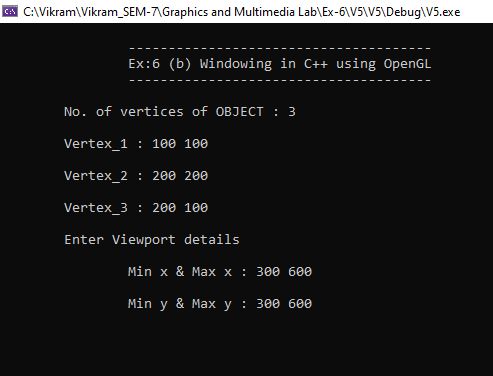 C:\Vikram\Vikram_SEM-7\Graphics and Multimedia Lab\Ex-6\V5\V5\Debug\V5.exe
--------------------------------------
Ex:6 (b) Windowing in C++ using OpenGL
--------------------------------------
No. of vertices of OBJECT : 3
Vertex_1 : 100 100
Vertex_2 : 200 200
Vertex_3 : 200 100
Enter Viewport details
Min x & Max x : 300 600
Min y & Max y : 300 600